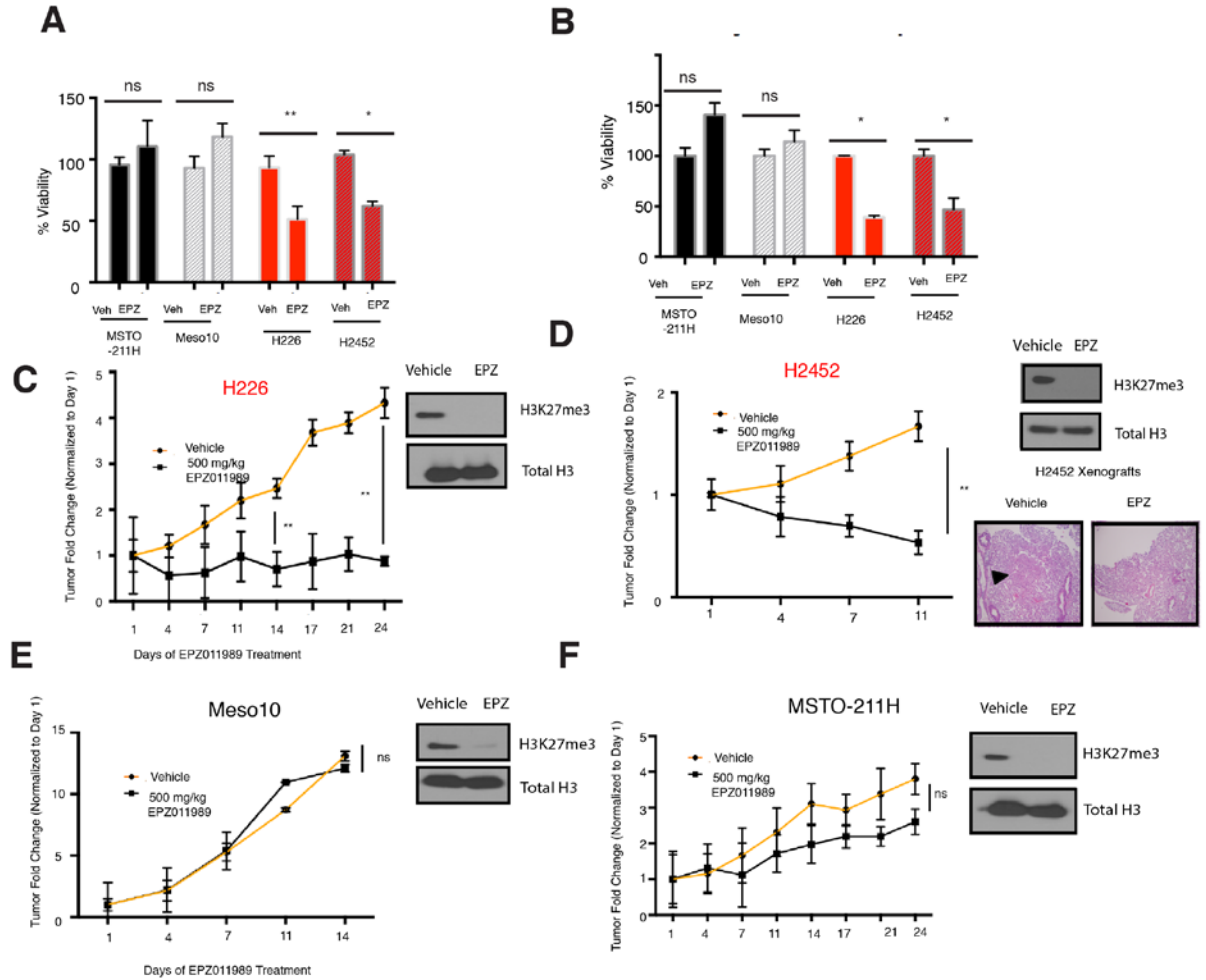 A
ns
ns
**
*
150
100
50
0
% Viability
Veh
EPZ
Veh
EPZ
Veh
EPZ
Veh
EPZ
MSTO
-211H
Meso10
H226
H2452
B
ns
ns
*
*
150
100
50
0
% Viability
Veh
EPZ
Veh
EPZ
Veh
EPZ
Veh
EPZ
MSTO
-211H
Meso10
H226
H2452
C
H226
5
4
3
2
1
0
Tumor Fold Change (Normalized to Day 1)
Vehicle
500 mg/kg
EPZ011989
**
**
1 4 7 11 14 17 21 24
Days of EPZ011989 Treatment
Vehicle EPZ
H3K27me3
Total H3
D
H2452
2
1
0
Tumor Fold Change (Normalized to Day 1)
Vehicle
500 mg/kg
EPZ011989
**
1 4 7 11
Vehicle EPZ
H3K27me3
Total H3
H2452 Xenografts
Vehicle EPZ
E
Meso10
15
10
5
0
Tumor Fold Change (Normalized to Day 1)
Vehicle
500 mg/kg
EPZ011989
ns
1 4 7 11 14
Days of EPZ011989 Treatment
Vehicle EPZ
H3K27me3
Total H3
F
MSTO-211H
5
4
3
2
1
0
Tumor Fold Change (Normalized to Day 1)
Vehicle
500 mg/kg
EPZ011989
ns
1 4 7 11 14 17 21 24
Vehicle EPZ
H3K27me3
Total H3